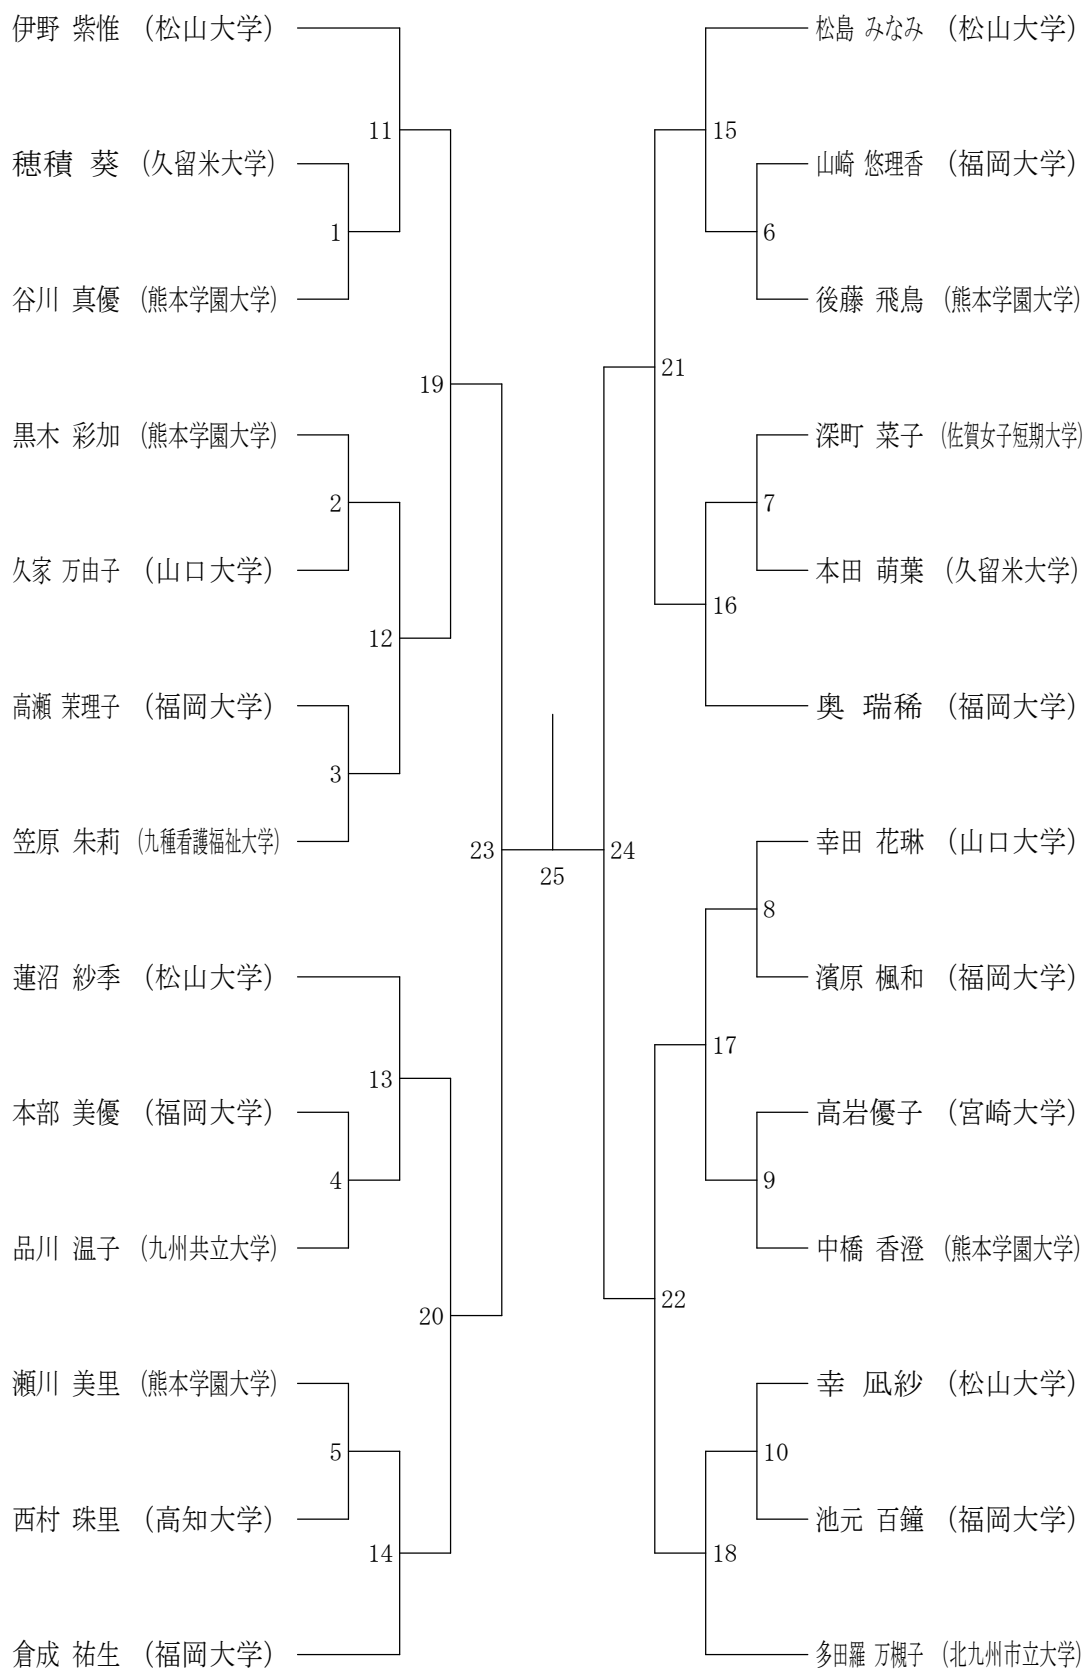 伊野 紫惟 (松山大学)
11
穂積 葵 (久留米大学)
1
谷川 真優 (熊本学園大学)
19
黒木 彩加 (熊本学園大学)
2
久家 万由子 (山口大学)
12
高瀬 茉理子 (福岡大学)
3
笠原 朱莉 (九種看護福祉大学)
23
蓮沼 紗季 (松山大学)
13
本部 美優 (福岡大学)
4
品川 温子 (九州共立大学)
20
瀬川 美里 (熊本学園大学)
5
西村 珠里 (高知大学)
14
倉成 祐生 (福岡大学)
25
松島 みなみ (松山大学)
15
山崎 悠理香 (福岡大学)
6
後藤 飛鳥 (熊本学園大学)
21
深町 菜子 (佐賀女子短期大学)
7
本田 萌葉 (久留米大学)
16
奥 瑞稀 (福岡大学)
24
幸田 花琳 (山口大学)
8
濱原 楓和 (福岡大学)
17
高岩優子 (宮崎大学)
9
中橋 香澄 (熊本学園大学)
22
幸 凪紗 (松山大学)
10
池元 百鐘 (福岡大学)
18
多田羅 万槻子 (北九州市立大学)